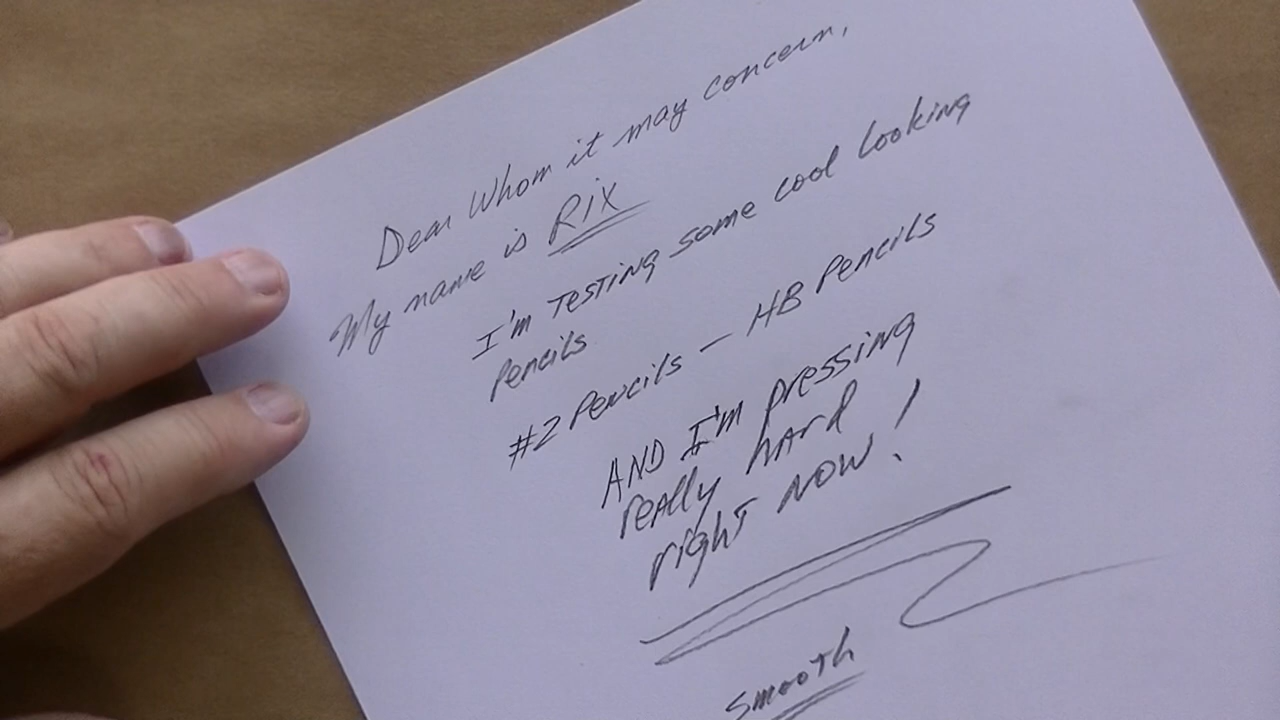 Dear Whom it may concern,
My name is Rix
I'm TESTING some cool looking
Pencils
#2 Pencils — HB Pencils
AND I'm pressing
reAlly hArd
righT NOW!
Smooth